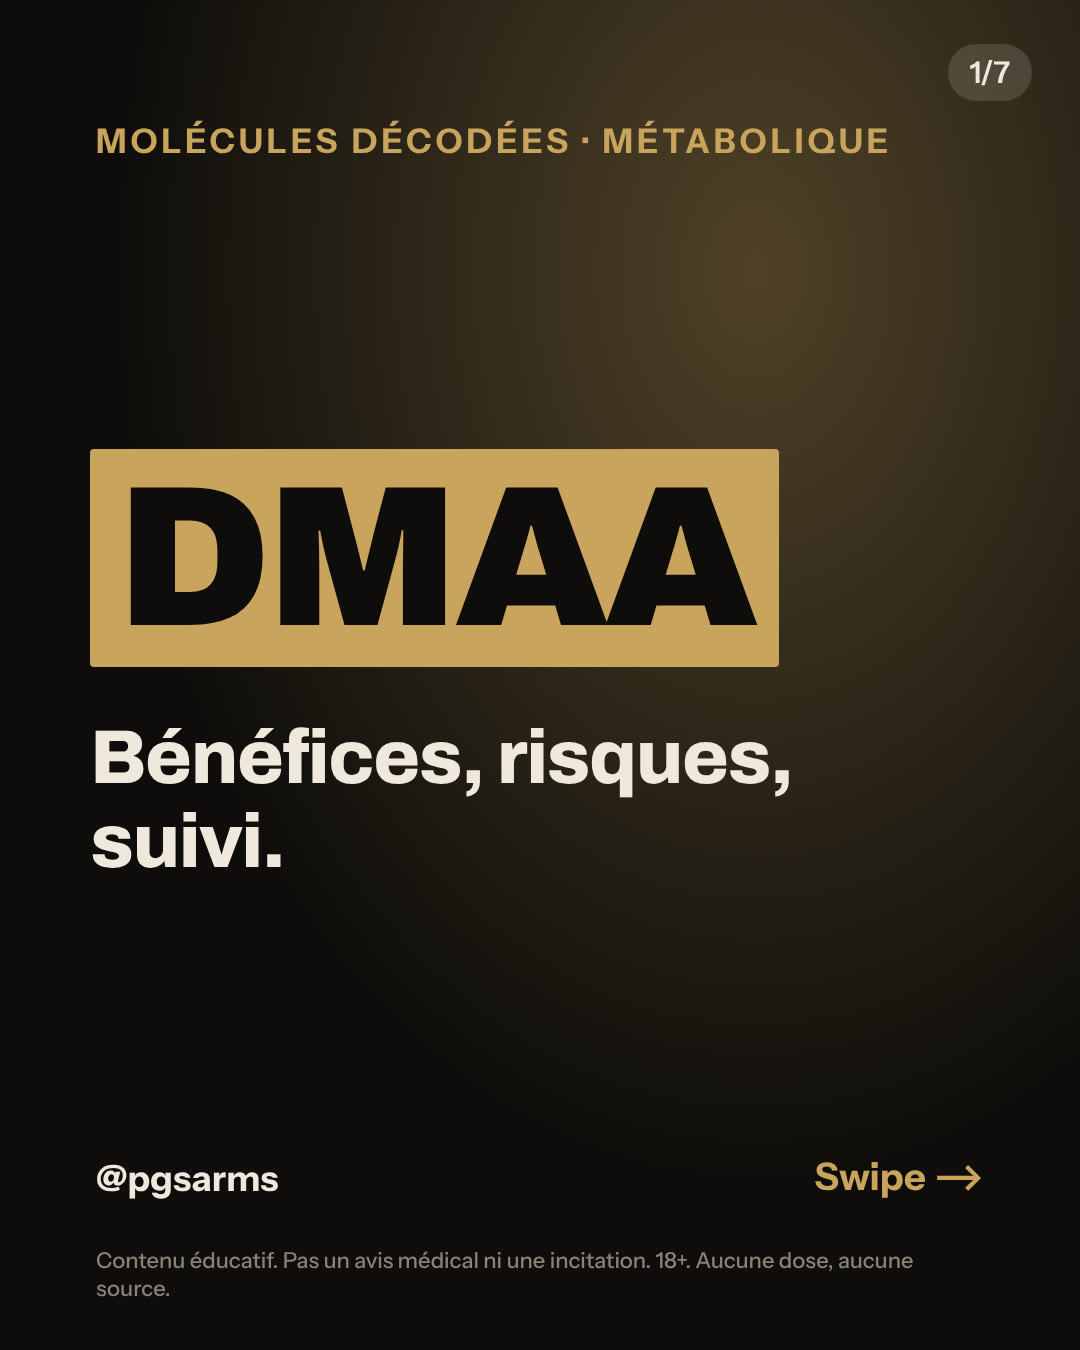 1/7
MOLÉCULES DÉCODÉES · MÉTABOLIQUE
DMAA
Bénéfices, risques,
suivi.
@pgsarms
Swipe →
Contenu éducatif. Pas un avis médical ni une incitation. 18+. Aucune dose, aucune
source.